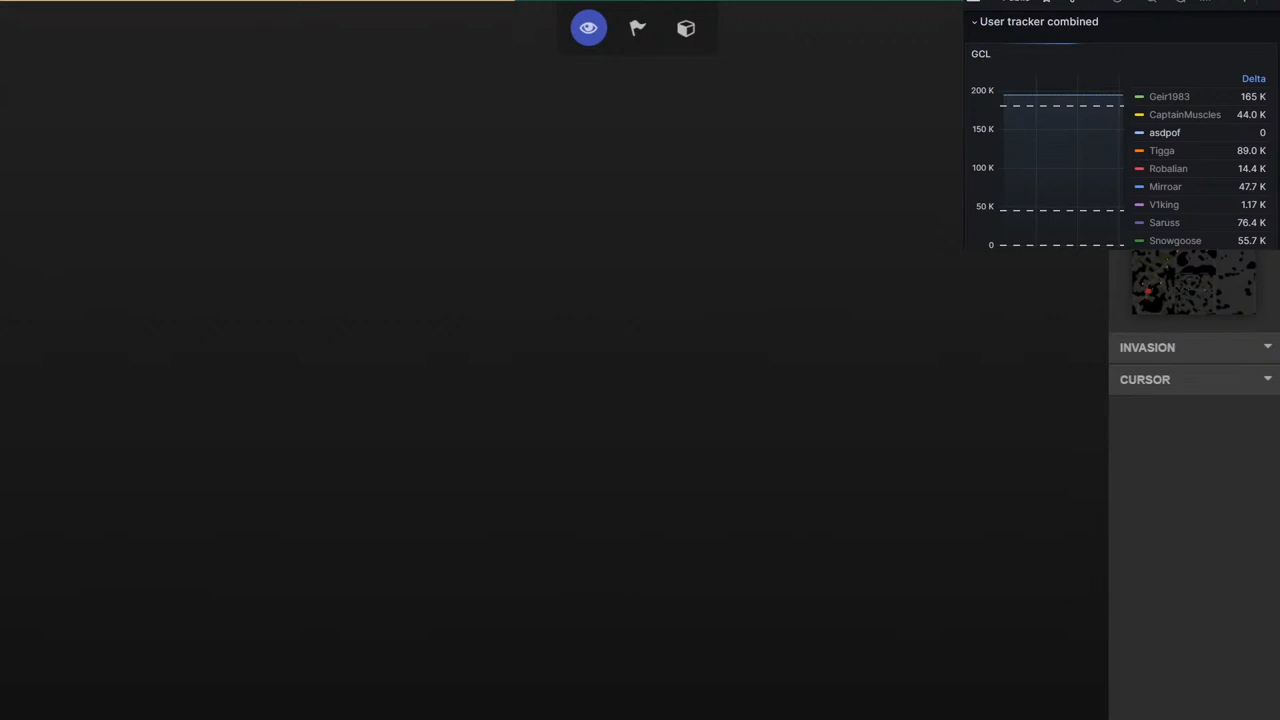 User tracker combined
GCL
Delta
200 K
150 K
100 K
50 K
0
Geir1983 165 K
CaptainMuscles 44.0 K
asdpof 0
Tigga 89.0 K
Robalian 14.4 K
Mirroar 47.7 K
V1king 1.17 K
Saruss 76.4 K
Snowgoose 55.7 K
INVASION
CURSOR